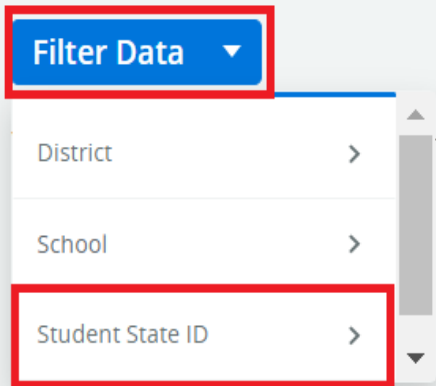 Filter Data
District
School
Student State ID